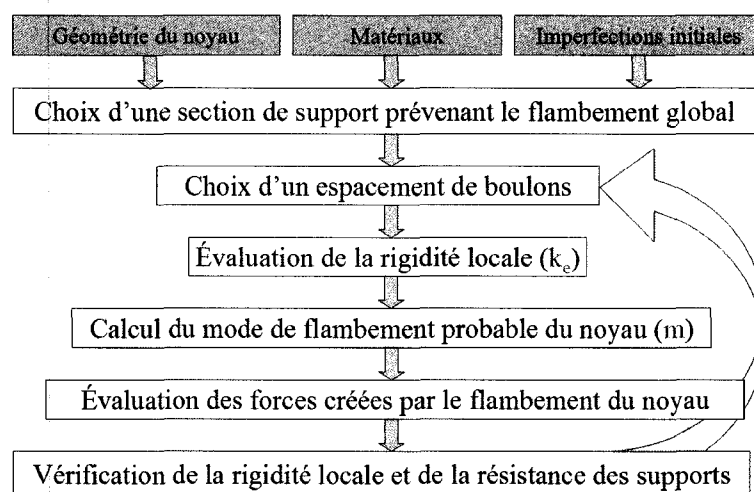 Géométrie du noyau
Matériaux
Imperfections initiales
Choix d'une section de support prévenant le flambement global
Choix d'un espacement de boulons
Évaluation de la rigidité locale (kₑ)
Calcul du mode de flambement probable du noyau (m)
Évaluation des forces créées par le flambement du noyau
Vérification de la rigidité locale et de la résistance des supports